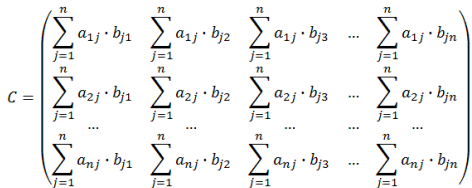 C = ( ∑_{j=1}^{n} a_{1j} · b_{j1}   ∑_{j=1}^{n} a_{1j} · b_{j2}   ∑_{j=1}^{n} a_{1j} · b_{j3}   ...   ∑_{j=1}^{n} a_{1j} · b_{jn}
∑_{j=1}^{n} a_{2j} · b_{j1}   ∑_{j=1}^{n} a_{2j} · b_{j2}   ∑_{j=1}^{n} a_{2j} · b_{j3}   ...   ∑_{j=1}^{n} a_{2j} · b_{jn}
...   ...   ...   ...   ...
∑_{j=1}^{n} a_{nj} · b_{j1}   ∑_{j=1}^{n} a_{nj} · b_{j2}   ∑_{j=1}^{n} a_{nj} · b_{j3}   ...   ∑_{j=1}^{n} a_{nj} · b_{jn} )